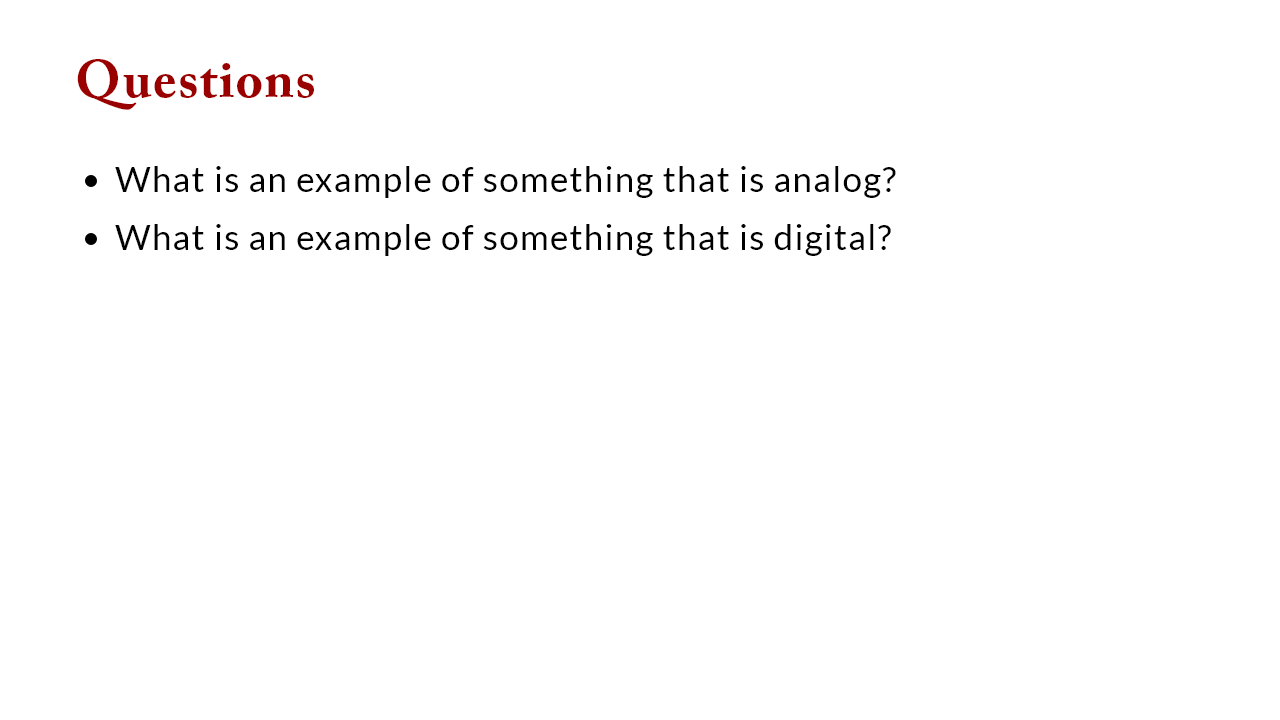 Questions
• What is an example of something that is analog?
• What is an example of something that is digital?